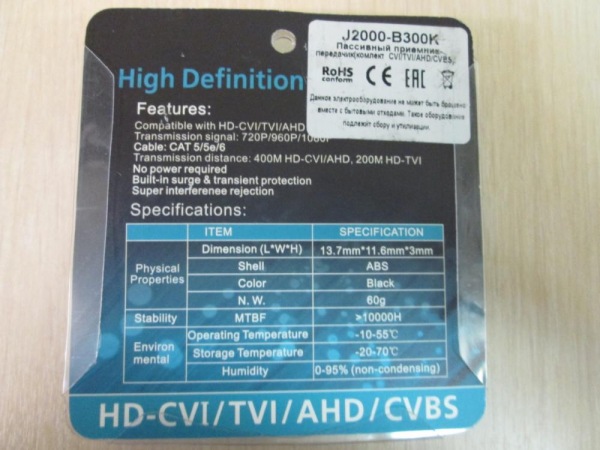 J2000-B300K
Пассивный приемник-
передатчик(комплект CVI/TVI/AHD/CVBS)
RoHS
conform
CE
EAC
Данное электрооборудование не может быть брошено
вместе с бытовыми отходами. Такое оборудование
подлежит сбору и утилизации.
High Definition
Features:
Compatible with HD-CVI/TVI/AHD
Transmission signal: 720P/960P/1080P
Cable: CAT 5/5e/6
Transmission distance: 400M HD-CVI/AHD, 200M HD-TVI
No power required
Built-in surge & transient protection
Super interferenee rejection
Specifications:
ITEM SPECIFICATION
Physical Properties
Dimension (L*W*H) 13.7mm*11.6mm*3mm
Shell ABS
Color Black
N. W. 60g
Stability MTBF >10000H
Environ
mental
Operating Temperature -10-55℃
Storage Temperature -20-70℃
Humidity 0-95% (non-condensing)
HD-CVI/TVI/AHD/CVBS